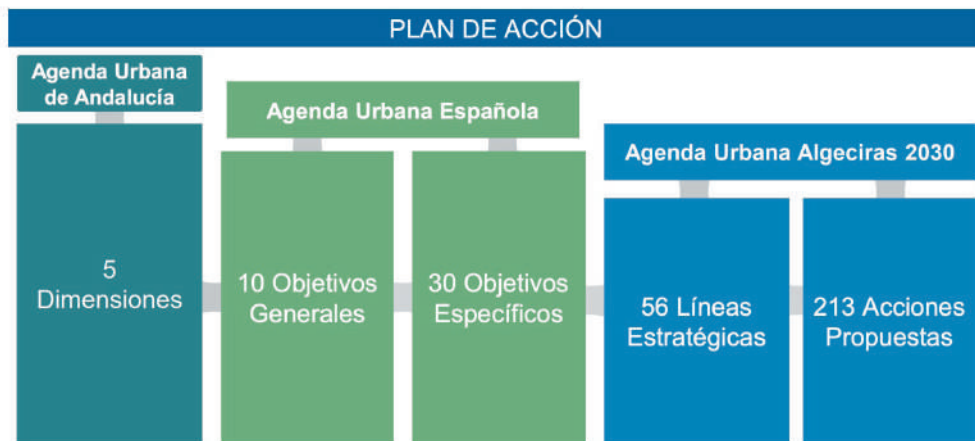 PLAN DE ACCIÓN
Agenda Urbana
de Andalucía
Agenda Urbana Española
Agenda Urbana Algeciras 2030
5
Dimensiones
10 Objetivos
Generales
30 Objetivos
Específicos
56 Líneas
Estratégicas
213 Acciones
Propuestas